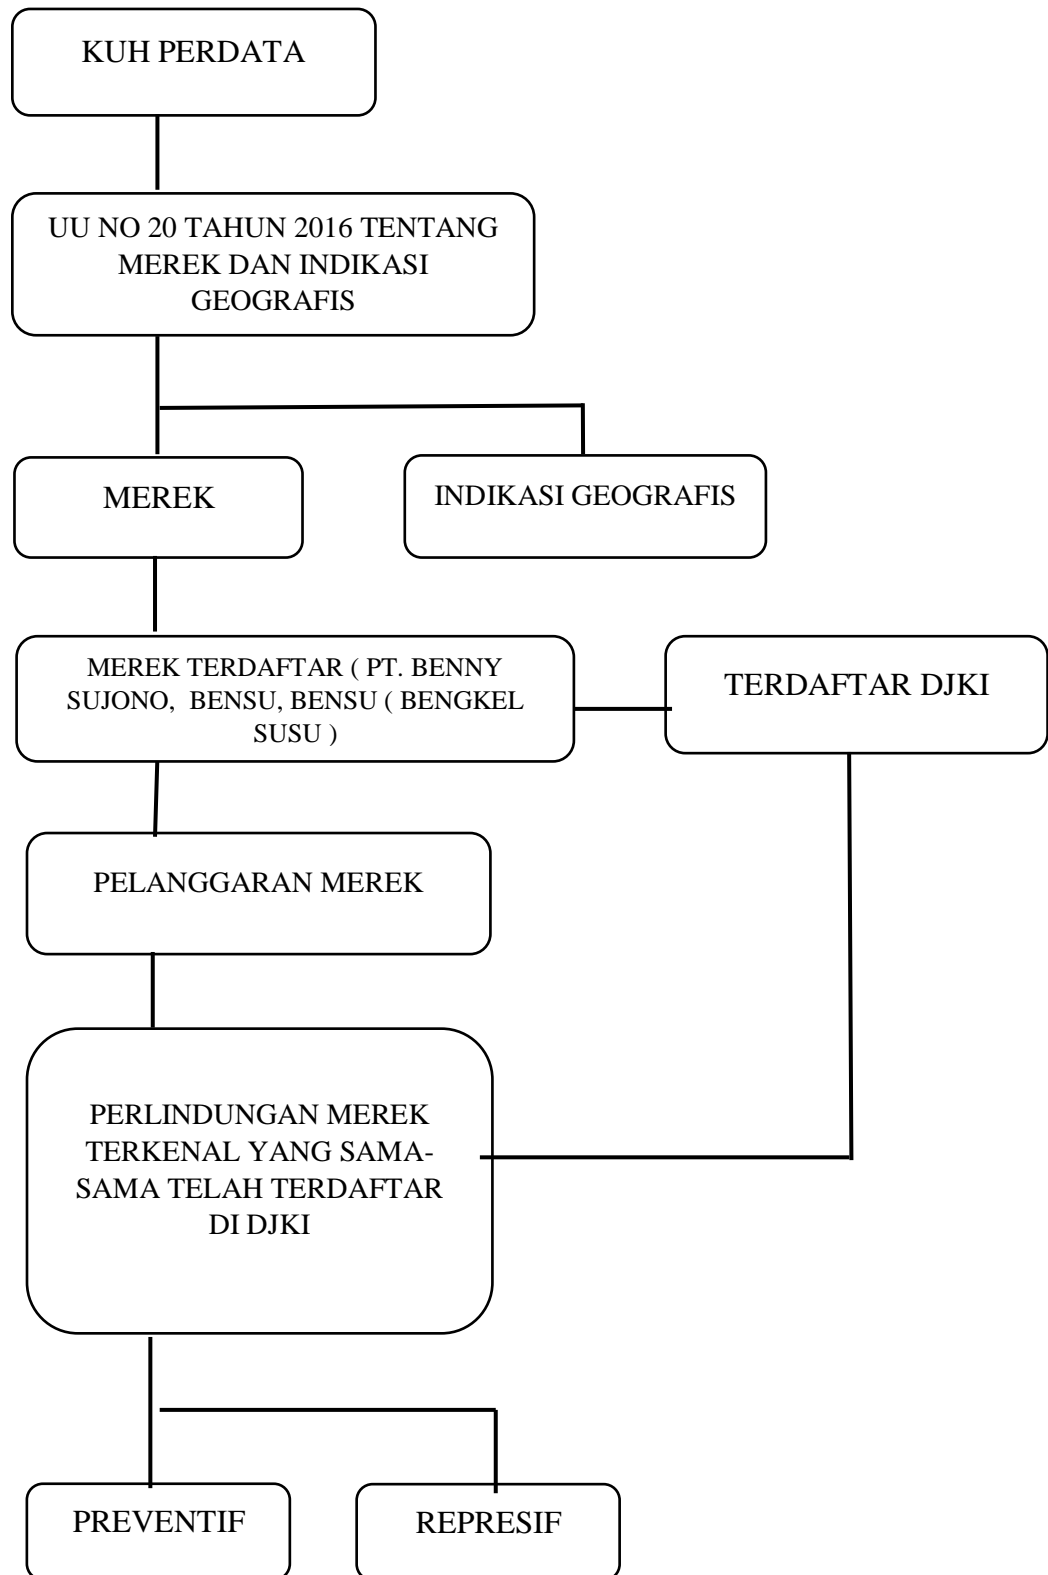 KUH PERDATA
UU NO 20 TAHUN 2016 TENTANG
MEREK DAN INDIKASI
GEOGRAFIS
MEREK
INDIKASI GEOGRAFIS
MEREK TERDAFTAR ( PT. BENNY
SUJONO, BENSU, BENSU ( BENGKEL
SUSU )
TERDAFTAR DJKI
PELANGGARAN MEREK
PERLINDUNGAN MEREK
TERKENAL YANG SAMA-
SAMA TELAH TERDAFTAR
DI DJKI
PREVENTIF
REPRESIF